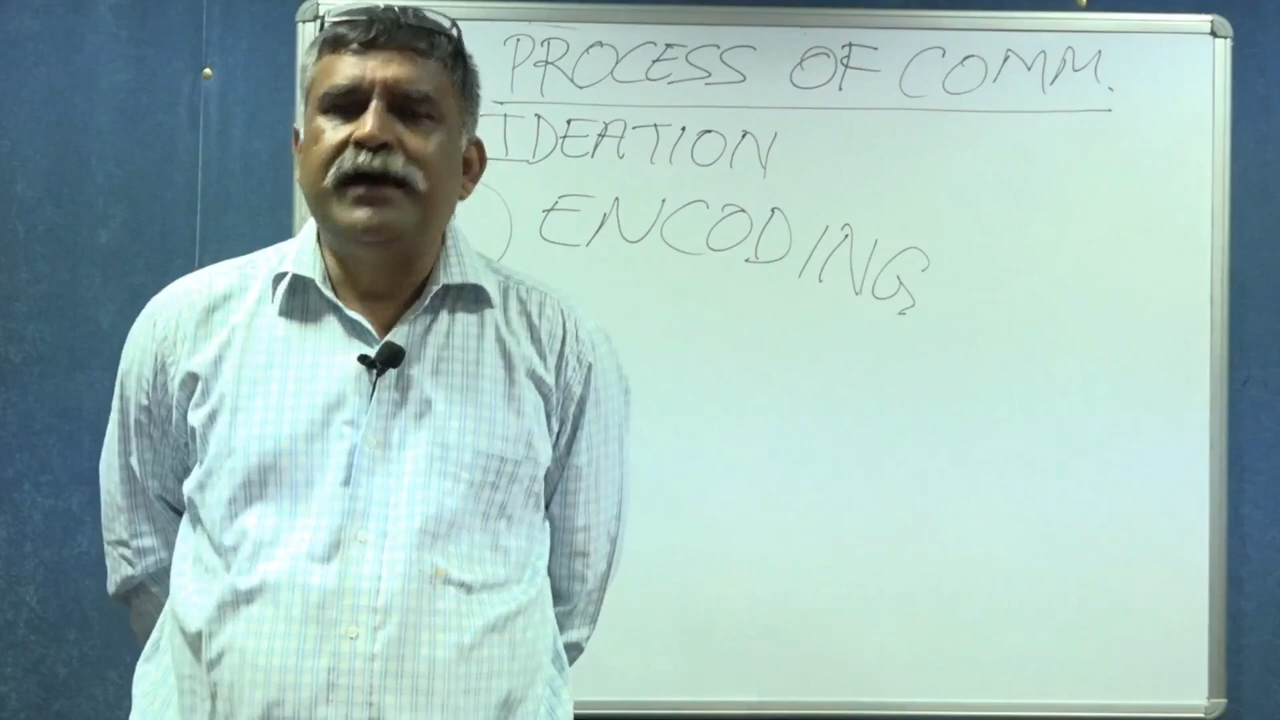 PROCESS OF COMM.
IDEATION
) ENCODING